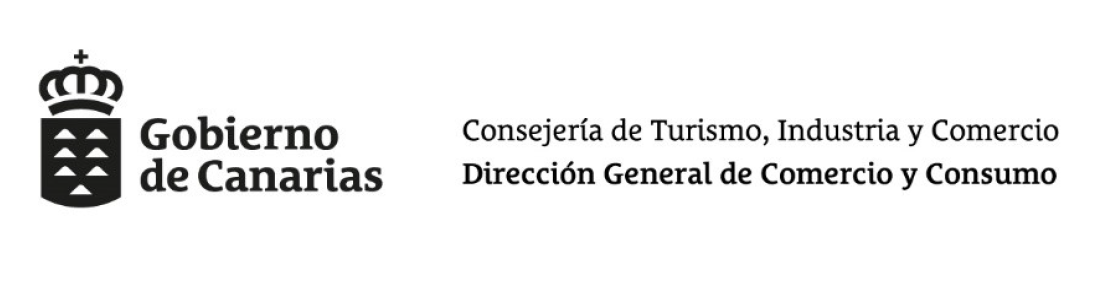 Gobierno
de Canarias
Consejería de Turismo, Industria y Comercio
Dirección General de Comercio y Consumo